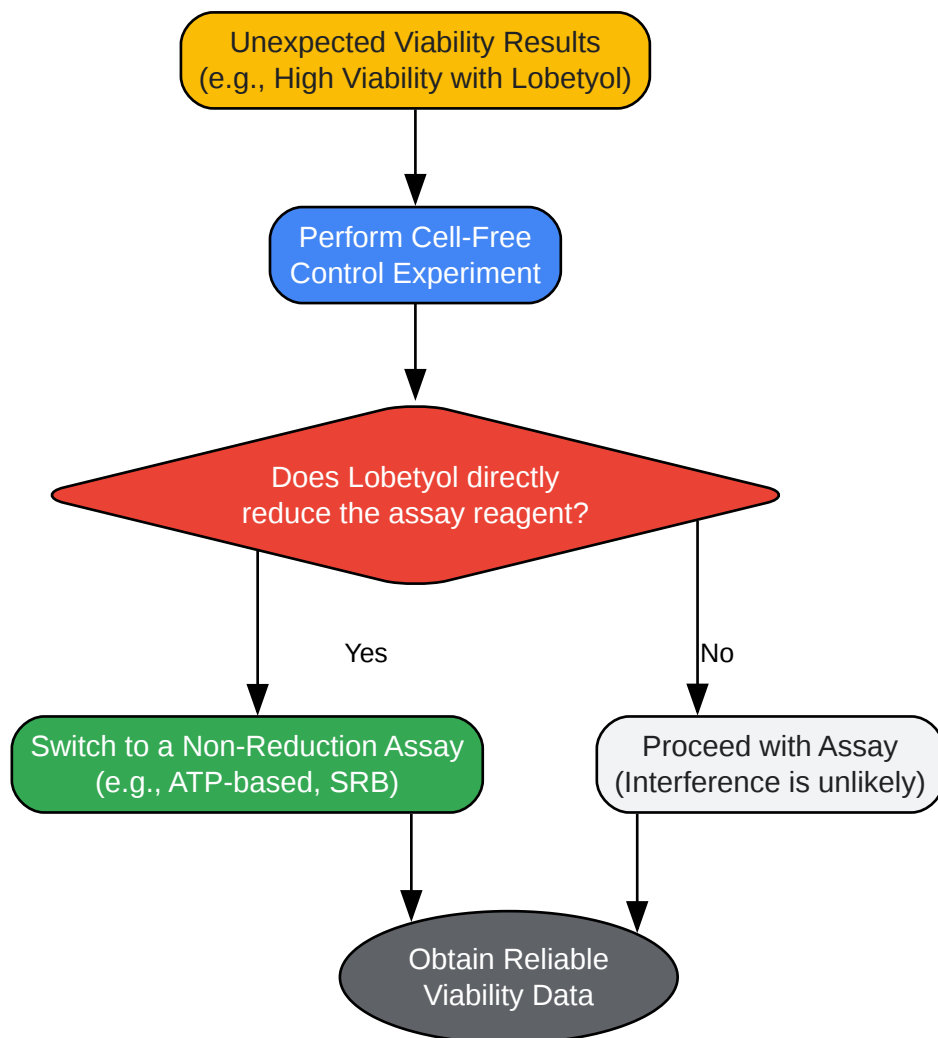 Unexpected Viability Results
(e.g., High Viability with Lobetyol)
Perform Cell-Free
Control Experiment
Does Lobetyol directly
reduce the assay reagent?
Yes
No
Switch to a Non-Reduction Assay
(e.g., ATP-based, SRB)
Proceed with Assay
(Interference is unlikely)
Obtain Reliable
Viability Data